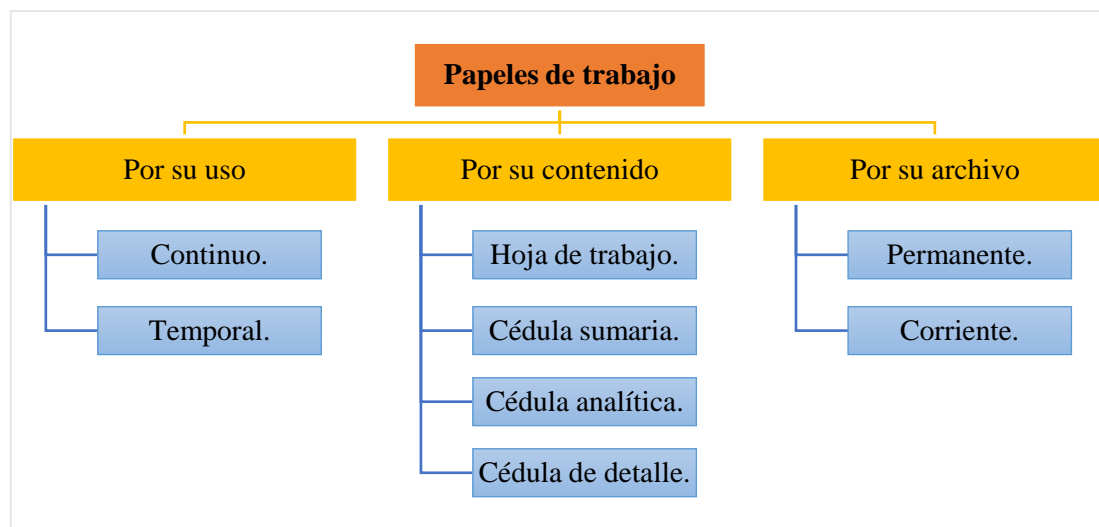 Papeles de trabajo
Por su uso
Continuo.
Temporal.
Por su contenido
Hoja de trabajo.
Cédula sumaria.
Cédula analítica.
Cédula de detalle.
Por su archivo
Permanente.
Corriente.